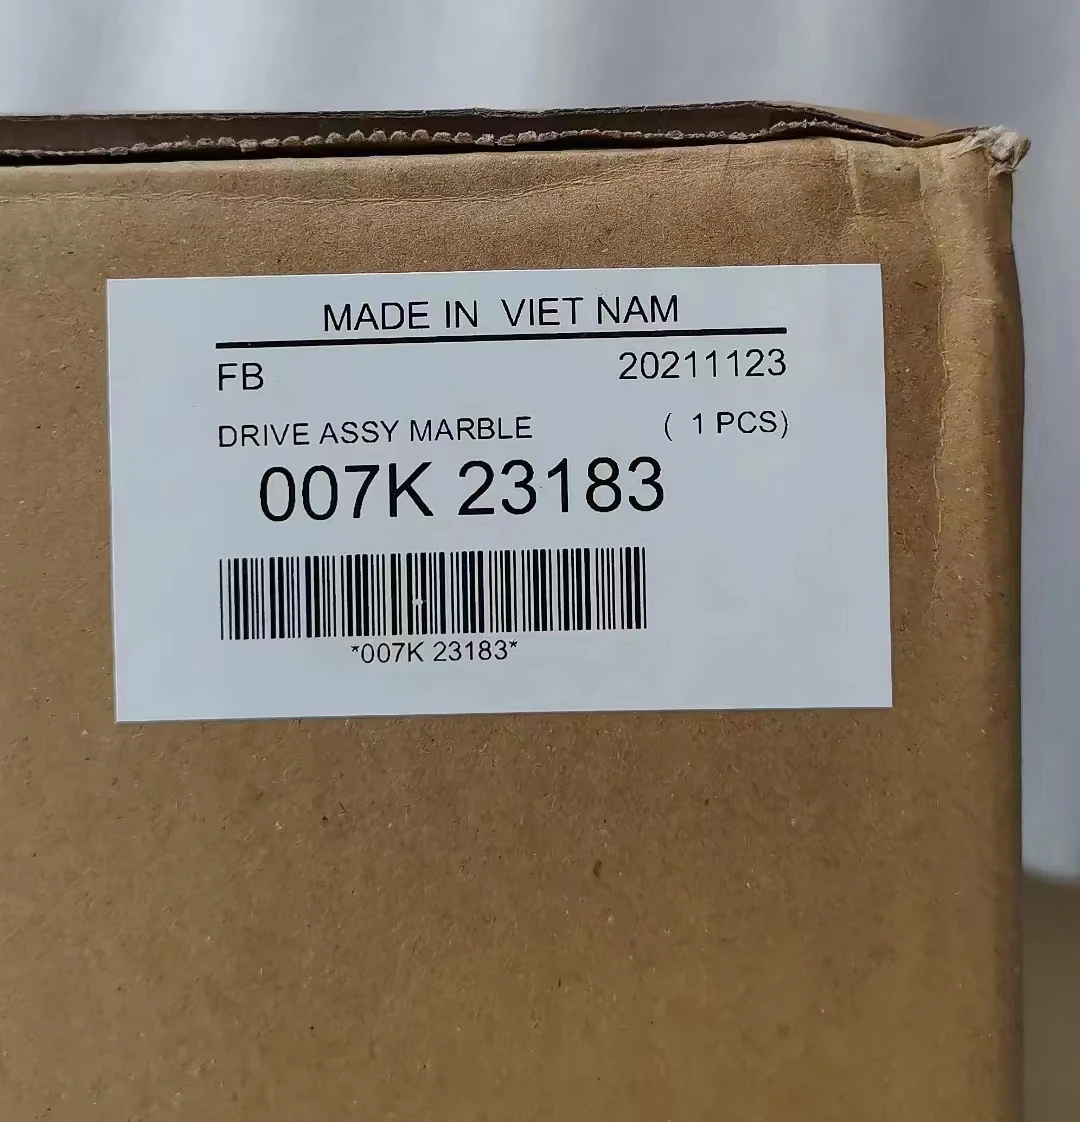 MADE IN VIET NAM
FB 20211123
DRIVE ASSY MARBLE ( 1 PCS)
007K 23183
*007K 23183*